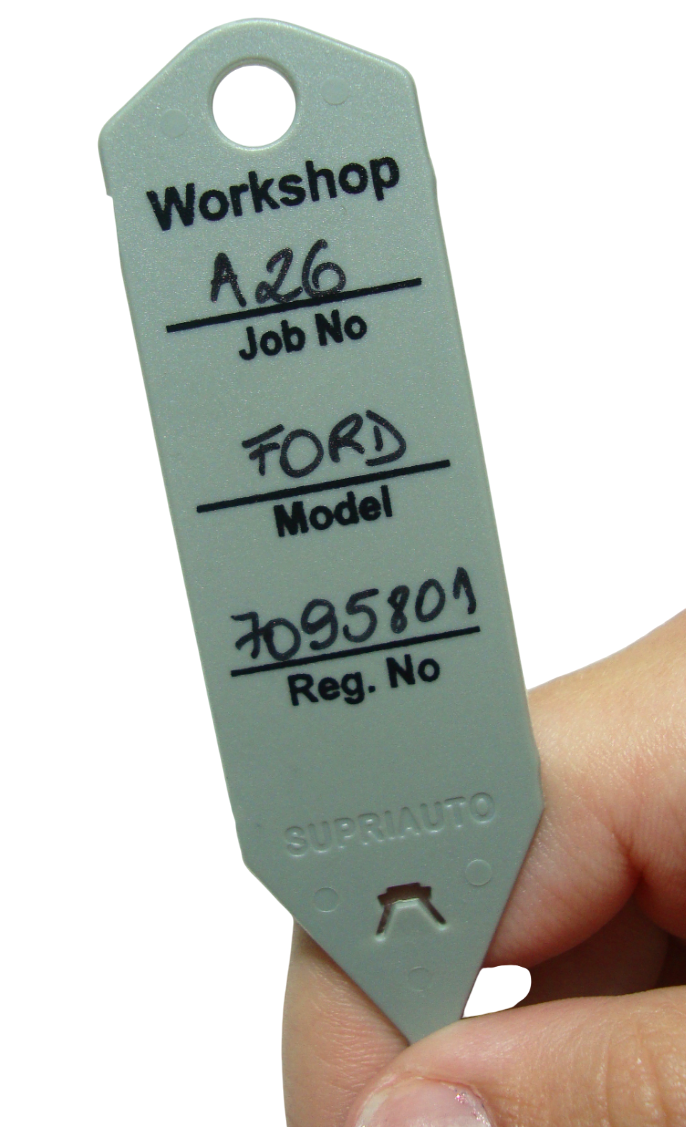 Workshop
A26
Job No
FORD
Model
7095801
Reg. No
SUPRIAUTO